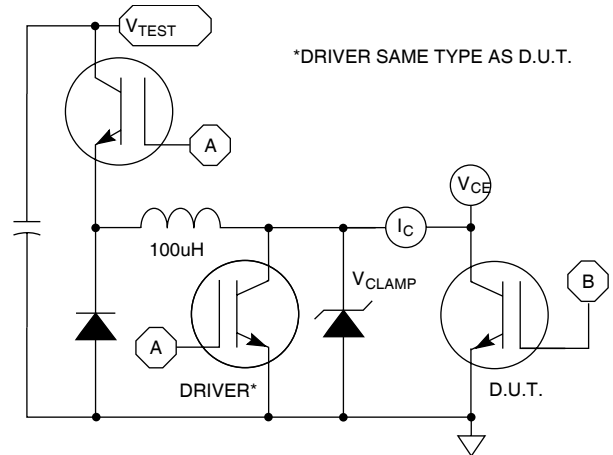 VTEST
*DRIVER SAME TYPE AS D.U.T.
A
VCE
IC
100uH
VCLAMP
B
A
DRIVER*
D.U.T.